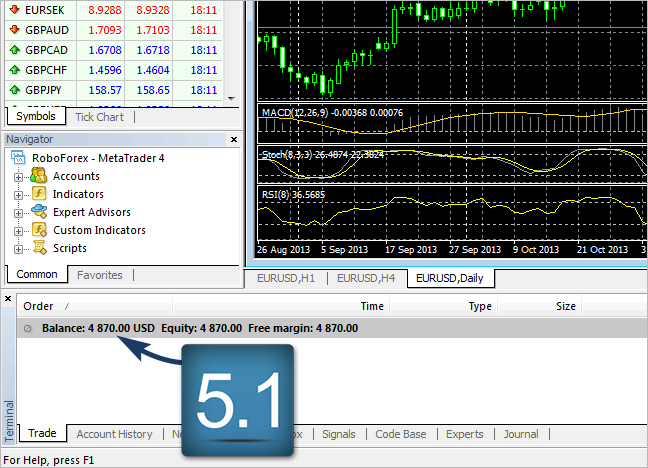 EURSEK 8.9288 8.9328 18:11
GBPAUD 1.7093 1.7103 18:11
GBPCAD 1.6708 1.6718 18:11
GBPCHF 1.4596 1.4604 18:11
GBPJPY 158.57 158.65 18:11
Symbols Tick Chart
Navigator
RoboForex - MetaTrader 4
Accounts
Indicators
Expert Advisors
Custom Indicators
Scripts
Common Favorites
MACD(12,26,9) -0.00368 0.00076
Stoch(8,3,3) 26.4874 22.3824
RSI(8) 36.5685
26 Aug 2013 5 Sep 2013 17 Sep 2013 27 Sep 2013 9 Oct 2013 21 Oct 2013 3
EURUSD,H1 EURUSD,H4 EURUSD,Daily
Order / Time Type Size
Balance: 4 870.00 USD Equity: 4 870.00 Free margin: 4 870.00
5.1
Terminal
Trade Account History Signals Code Base Experts Journal
For Help, press F1